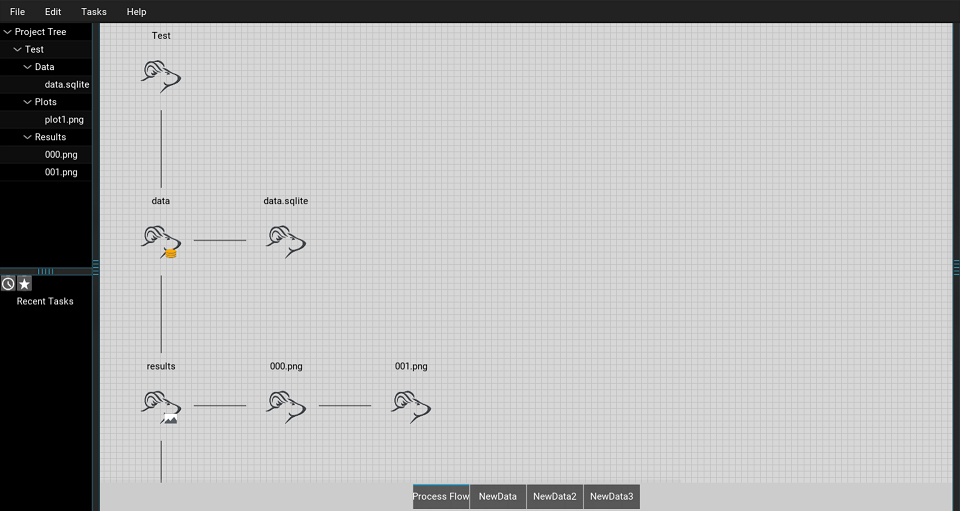 File Edit Tasks Help
Project Tree
Test
Data
data.sqlite
Plots
plot1.png
Results
000.png
001.png
Recent Tasks
Test
data data.sqlite
results 000.png 001.png
Process Flow NewData NewData2 NewData3